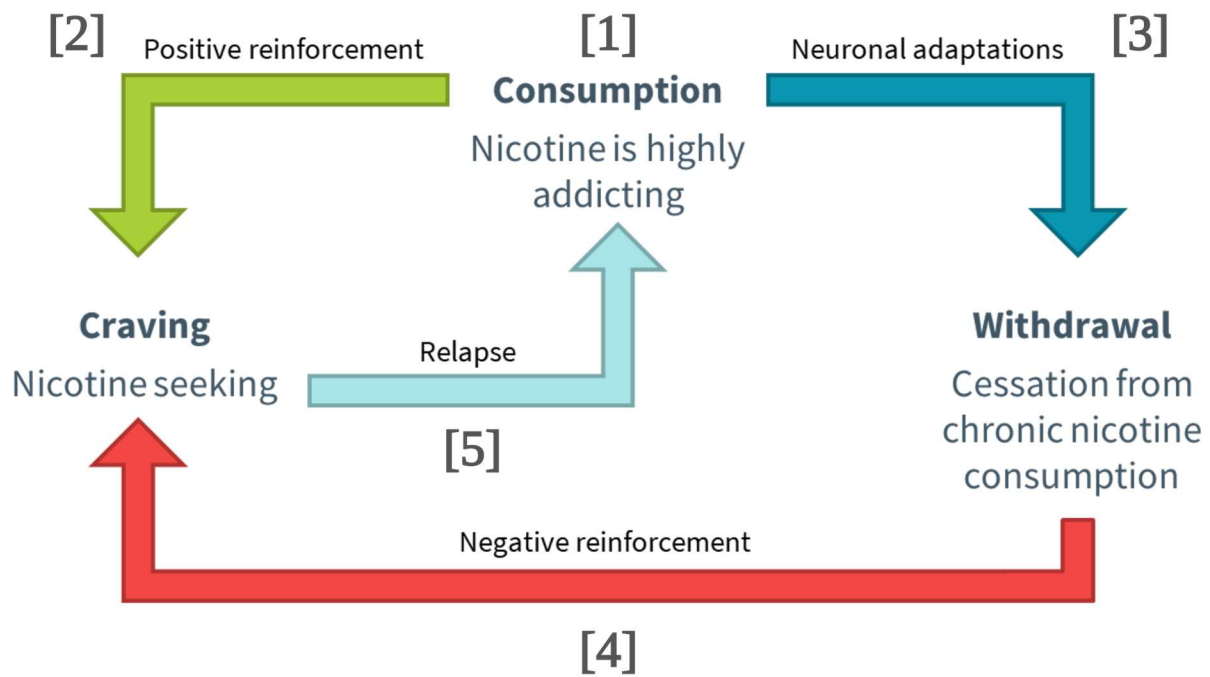 [2]
Positive reinforcement
[1]
Neuronal adaptations
[3]
Consumption
Nicotine is highly
addicting
Craving
Nicotine seeking
Relapse
[5]
Withdrawal
Cessation from
chronic nicotine
consumption
Negative reinforcement
[4]